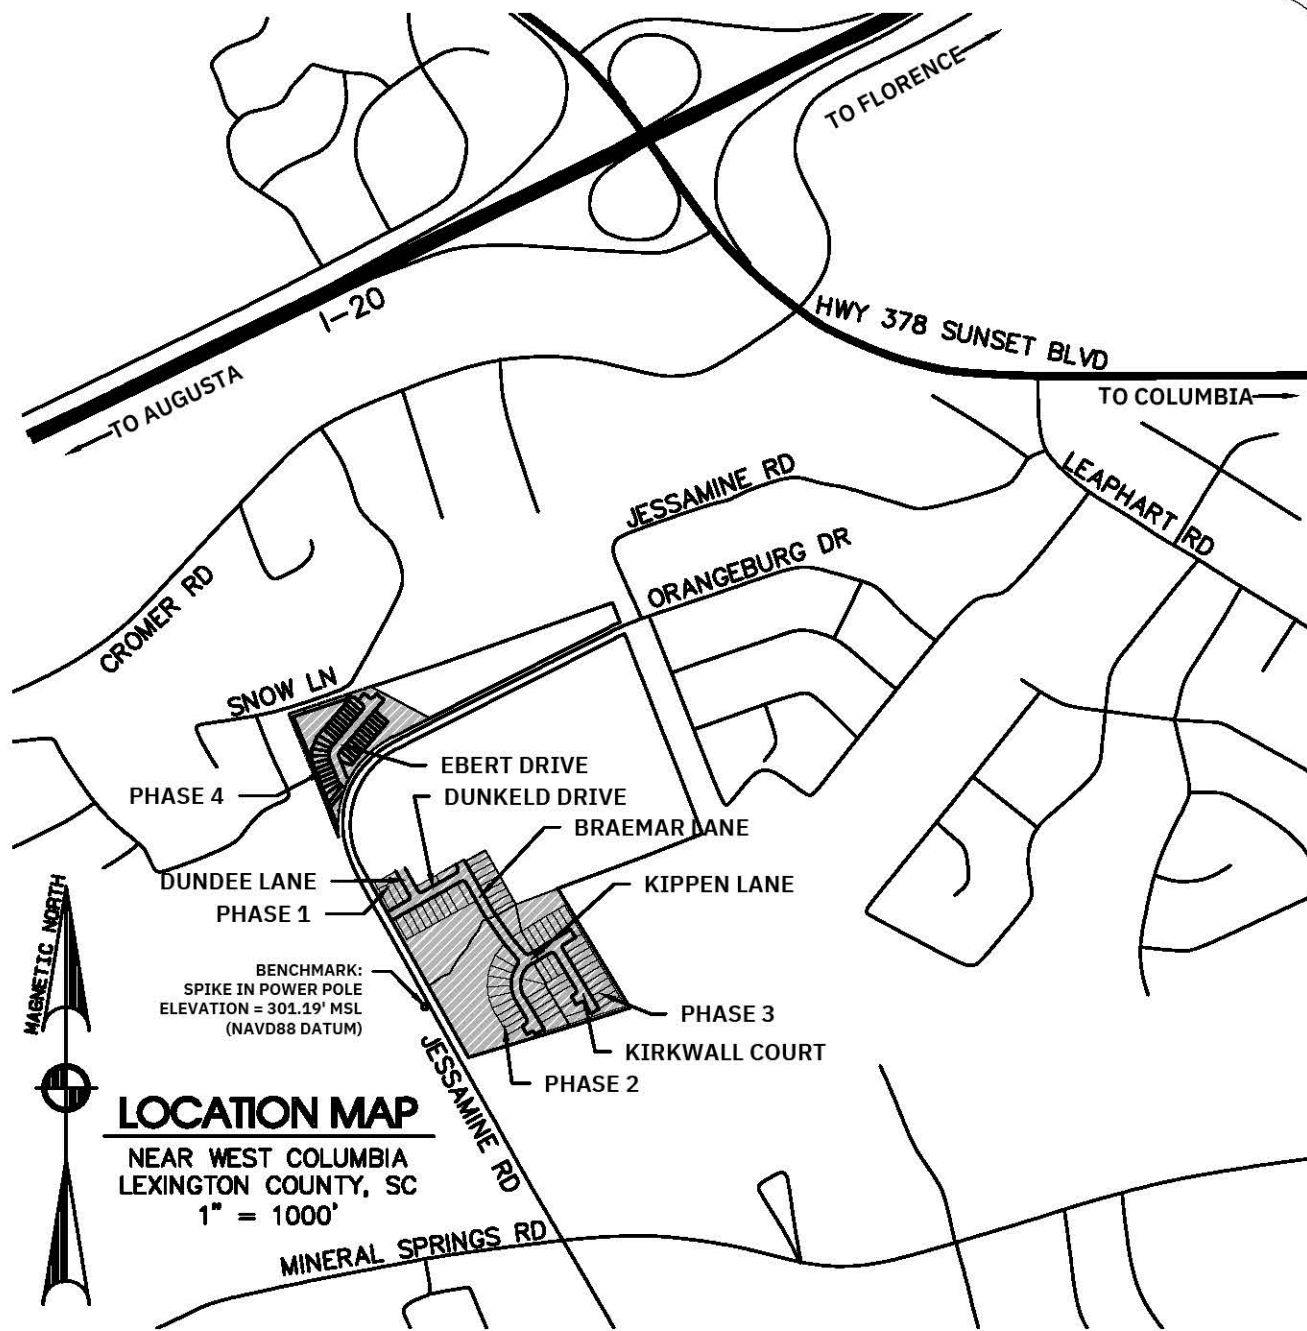 TO FLORENCE
I-20
HWY 378 SUNSET BLVD
TO AUGUSTA
TO COLUMBIA
JESSAMINE RD
LEAPHART RD
ORANGEBURG DR
CROMER RD
SNOW LN
EBERT DRIVE
PHASE 4
DUNKELD DRIVE
BRAEMAR LANE
DUNDEE LANE
KIPPEN LANE
PHASE 1
MAGNETIC NORTH
BENCHMARK:
SPIKE IN POWER POLE
ELEVATION = 301.19' MSL
(NAVD88 DATUM)
PHASE 3
KIRKWALL COURT
PHASE 2
JESSAMINE RD
LOCATION MAP
NEAR WEST COLUMBIA
LEXINGTON COUNTY, SC
1" = 1000'
MINERAL SPRINGS RD